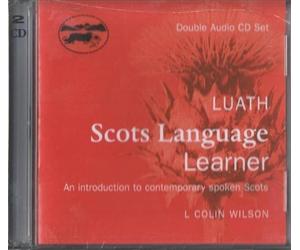 2
CD
Double Audio CD Set
LUATH
Scots Language
Learner
An introduction to contemporary spoken Scots
L COLIN WILSON